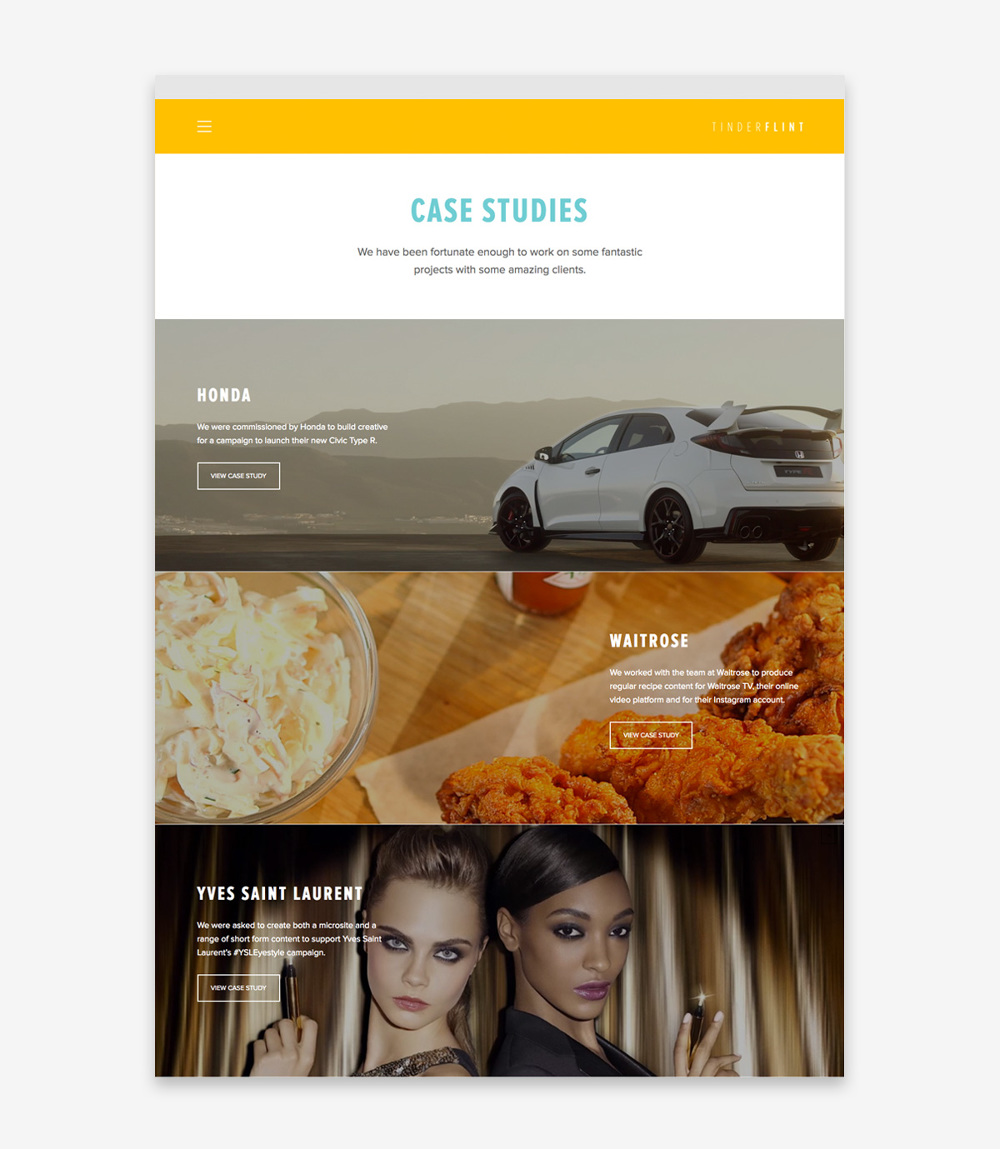 TINDERFLINT
CASE STUDIES
We have been fortunate enough to work on some fantastic
projects with some amazing clients.
HONDA
We were commissioned by Honda to build creative
for a campaign to launch their new Civic Type R.
VIEW CASE STUDY
WAITROSE
We worked with the team at Waitrose to produce
regular recipe content for Waitrose TV, their online
video platform and for their Instagram account.
VIEW CASE STUDY
YVES SAINT LAURENT
We were asked to create both a microsite and a
range of short form content to support Yves Saint
Laurent's #YSLEyestyle campaign.
VIEW CASE STUDY